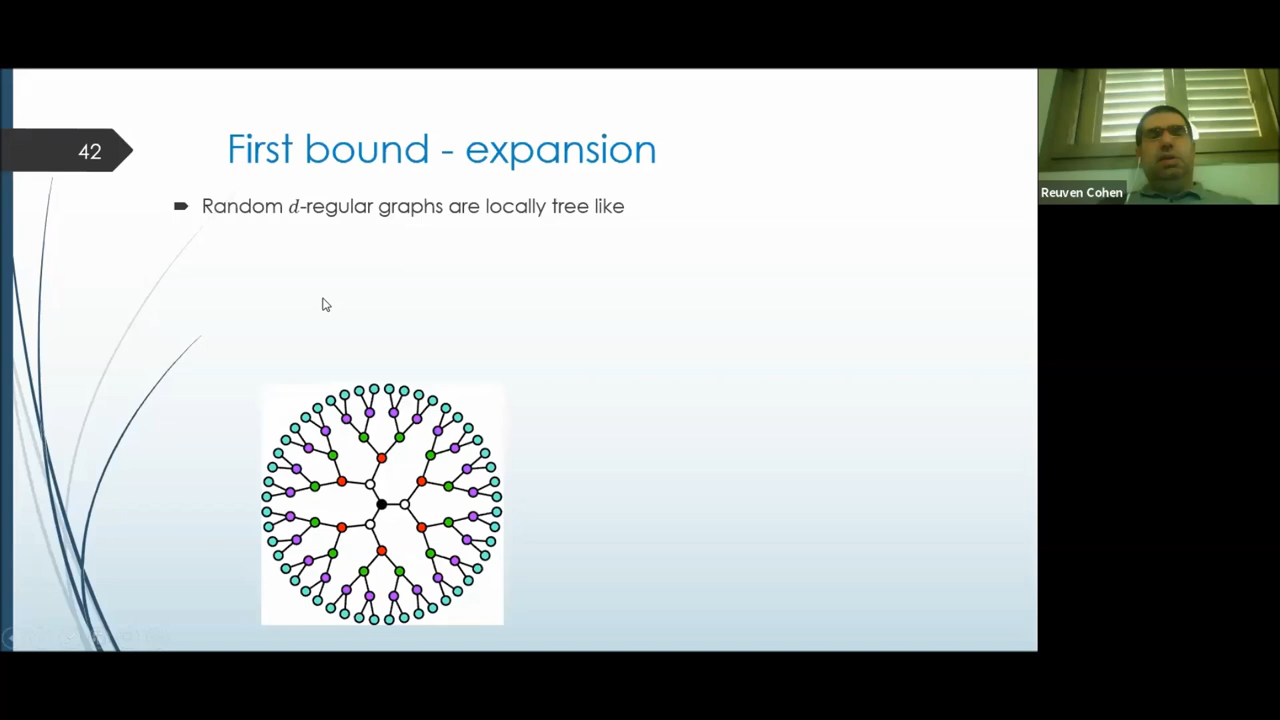 42
First bound - expansion
Random d-regular graphs are locally tree like
Reuven Cohen